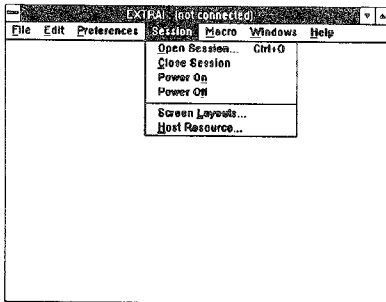 EXTRA! - (not connected)
File Edit Preferences Session Macro Windows Help
Open Session... Ctrl+O
Close Session
Power On
Power Off
Screen Layouts...
Host Resource...